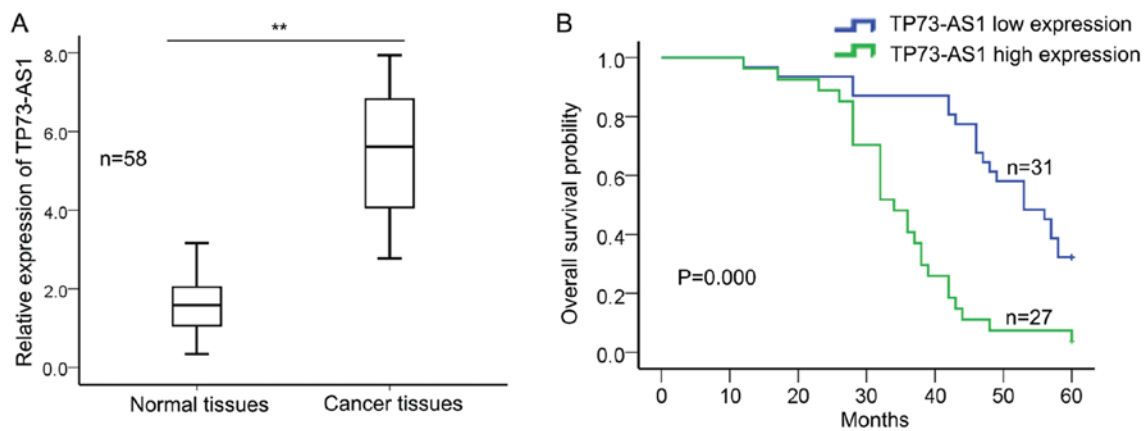 A
**
Relative expression of TP73-AS1
8.0
6.0
4.0
2.0
0.0
n=58
Normal tissues
Cancer tissues
B
TP73-AS1 low expression
TP73-AS1 high expression
Overall survival probility
1.0
0.8
0.6
0.4
0.2
0.0
n=31
P=0.000
n=27
0 10 20 30 40 50 60
Months